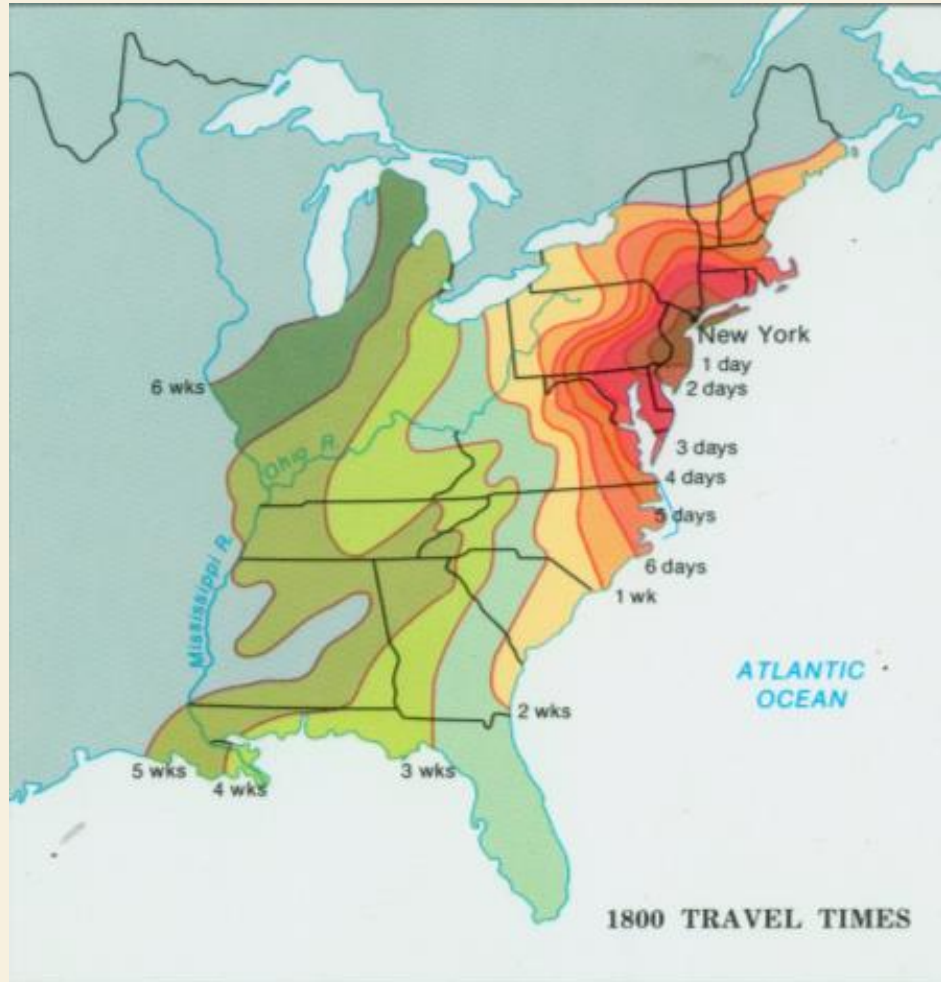 New York
1 day
2 days
6 wks
Ohio R.
3 days
4 days
5 days
6 days
1 wk
Mississippi R.
ATLANTIC
OCEAN
2 wks
5 wks
3 wks
4 wks
1800 TRAVEL TIMES